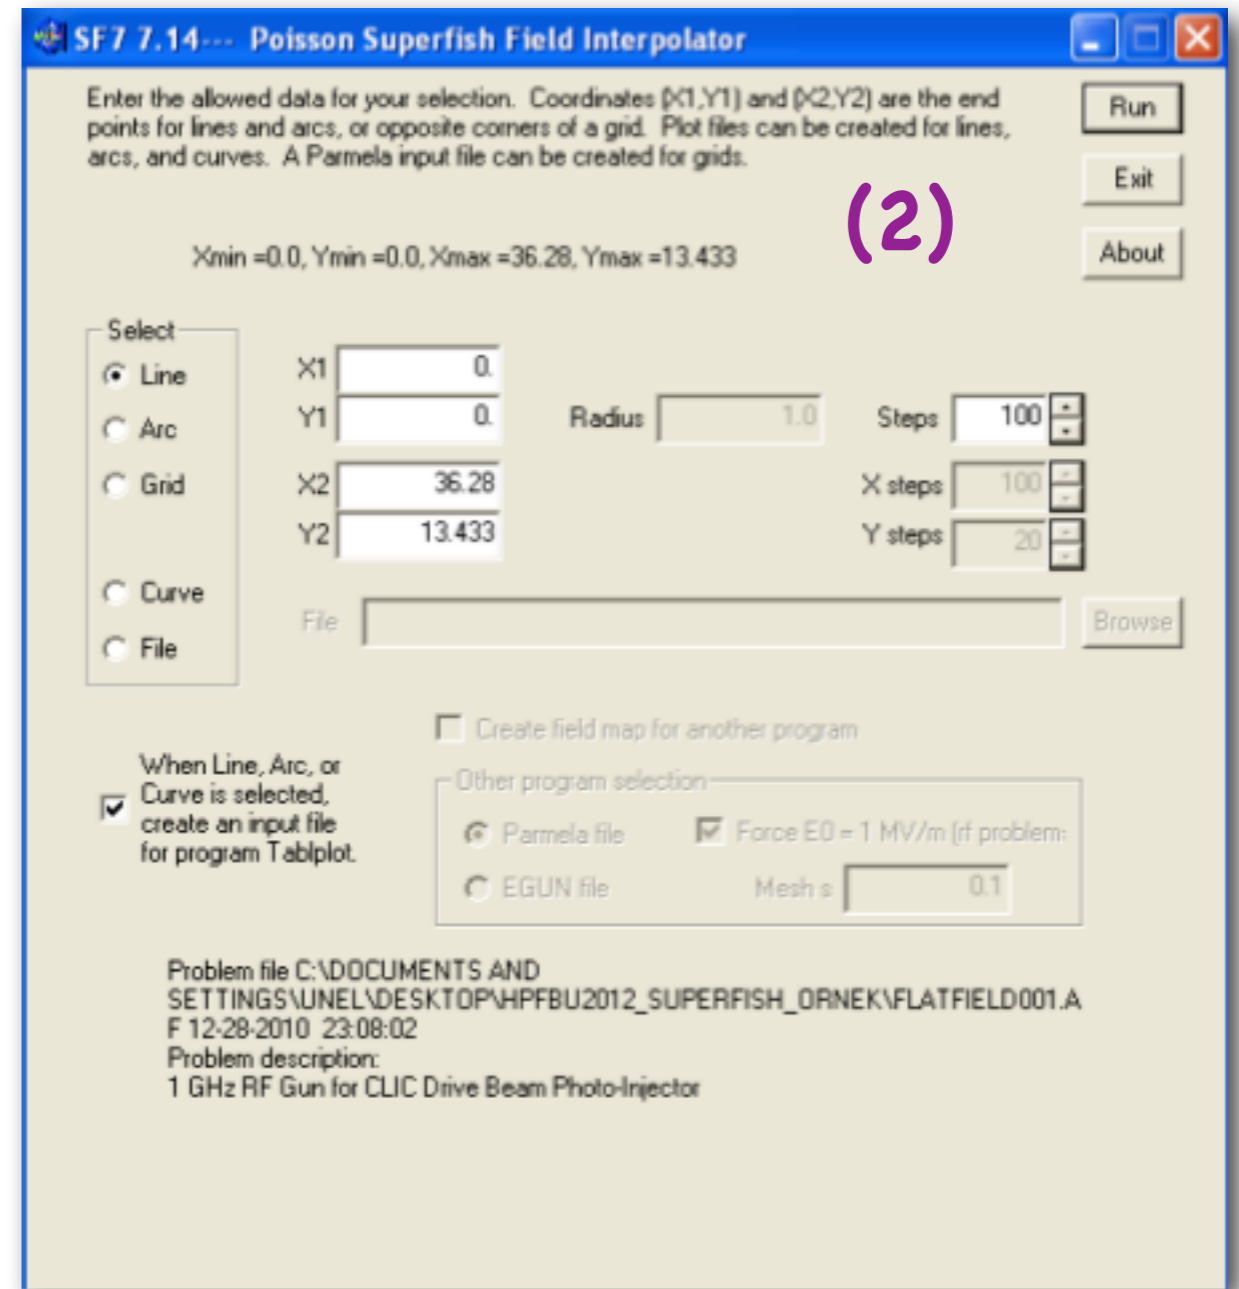 SF7 7.14--- Poisson Superfish Field Interpolator
Enter the allowed data for your selection. Coordinates (X1,Y1) and (X2,Y2) are the end
points for lines and arcs, or opposite corners of a grid. Plot files can be created for lines,
arcs, and curves. A Parmela input file can be created for grids.
Run
Exit
About
(2)
Xmin =0.0, Ymin =0.0, Xmax =36.28, Ymax =13.433
Select
Line
Arc
Grid
Curve
File
X1 0.
Y1 0.
Radius 1.0
Steps 100
X2 36.28
X steps 100
Y2 13.433
Y steps 20
File
Browse
Create field map for another program
When Line, Arc, or
Curve is selected,
create an input file
for program Tablplot.
Other program selection
Parmela file
Force E0 = 1 MV/m (rf problem:
EGUN file
Mesh s 0.1
Problem file C:\DOCUMENTS AND
SETTINGS\UNEL\DESKTOP\HPFBU2012_SUPERFISH_ORNEK\FLATFIELD001.A
F 12-28-2010 23:08:02
Problem description:
1 GHz RF Gun for CLIC Drive Beam Photo-Injector